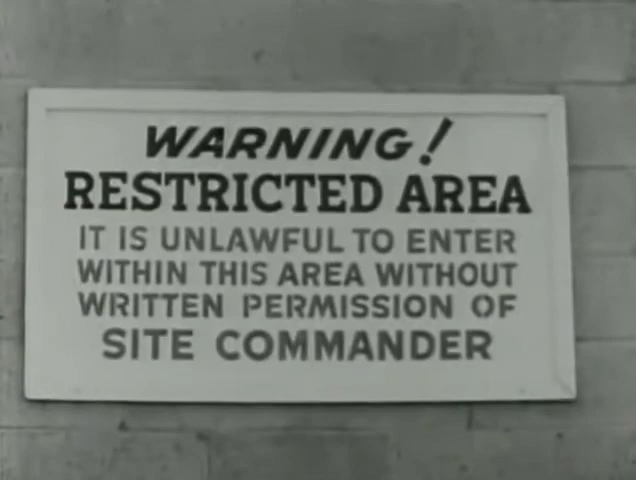 WARNING!
RESTRICTED AREA
IT IS UNLAWFUL TO ENTER
WITHIN THIS AREA WITHOUT
WRITTEN PERMISSION OF
SITE COMMANDER